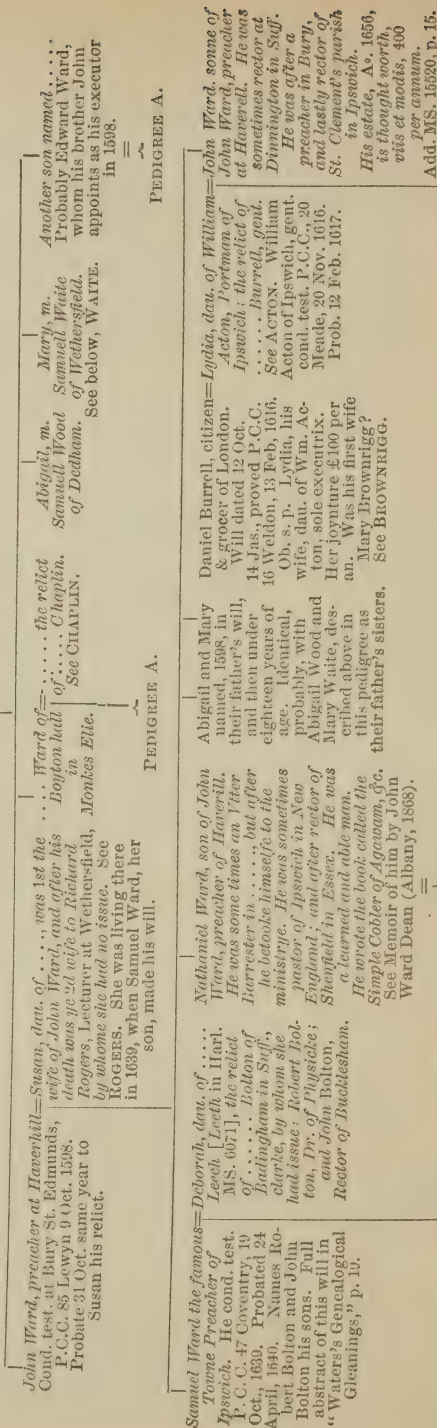 John Ward, preacher at Haverhill=Susan, dau. of ...., was 1st the
Cond. test. at Bury St. Edmunds,
P.C.C. 85 Lewyn 9 Oct. 1598.
Probate 31 Oct. same year to
Susan his relict.
wife of John Ward, and after his
death was ye 2d wife to Richard
Rogers, Lecturer at Wethersfield,
by whome she had no issue. See
ROGERS. She was living there
in 1639, when Samuel Ward, her
son, made his will.
.... Ward of=...... the relict
Boyton hall of..... Chaplin.
in
Monkes Elie.
See CHAPLIN.
PEDIGREE A.
Abigail, m.
Samuell Wood
of Dedham.
Mary, m.
Samuell Waite
of Wethersfield.
See below, WAITE.
Another son named .....
Probably Edward Ward,
whom his brother John
appoints as his executor
in 1598.
=
PEDIGREE A.
Samuel Ward the famous=Deborah, dau. of .....
Towne Preacher of
Ipswich. He cond. test.
P. C. C. 47 Coventry, 19
Oct., 1639. Probated 24
April, 1640. Names Ro-
bert Bolton and John
Bolton his sons. Full
abstract of this will in
"Waters's Genealogical
Gleanings," p. 19.
Leech [Leeth in Harl.
MS. 6071], the relict
of ...... Bolton of
Badingham in Suff.,
clarke, by whom she
had issue: Robert Bol-
ton, Dr. of Physicke;
and John Bolton,
Rector of Bucklesham.
Nathaniel Ward, son of John
Ward, preacher of Haverill.
He was some times an Vtter
Barrester in ......, but after
he betooke himselfe to the
ministrye. He was sometimes
pastor of Ipswich in New
England; and after rector of
Shenfield in Essex. He was
a learned and able man.
He wrote the book called the
Simple Cobler of Agawam, &c.
See Memoir of him by John
Ward Dean (Albany, 1868).
=
Abigail and Mary
named, 1598, in
their father's will,
and then under
eighteen years of
age. Identical,
probably, with
Abigail Wood and
Mary Waite, des-
cribed above in
this pedigree as
their father's sisters.
Daniel Burrell, citizen=Lydia, dau. of William=John Ward, sonne of
& grocer of London.
Will dated 12 Oct.
14 Jas., proved P.C.C.
16 Weldon, 13 Feb, 1616.
Ob. s. p. Lydia, his
wife, dau. of Wm. Ac-
ton, sole executrix.
Her joynture £100 per
an. Was his first wife
Mary Brownrigg?
See BROWNRIGG.
Acton, Portman of
Ipswich; the relict of
...... Burrell, gent.
See ACTON. William
Acton of Ipswich, gent.
cond. test. P.C.C., 20
Meade, 20 Nov. 1616.
Prob. 12 Feb. 1617.
John Ward, preacher
at Haverell. He was
sometimes rector at
Dinnington in Suff.
He was after a
preacher in Bury,
and lastly rector of
St. Clement's parish
in Ipswich.
His estate, Ao. 1656,
is thought worth,
viis et modis, 400
per annum.
Add. MS. 15520, p. 15.